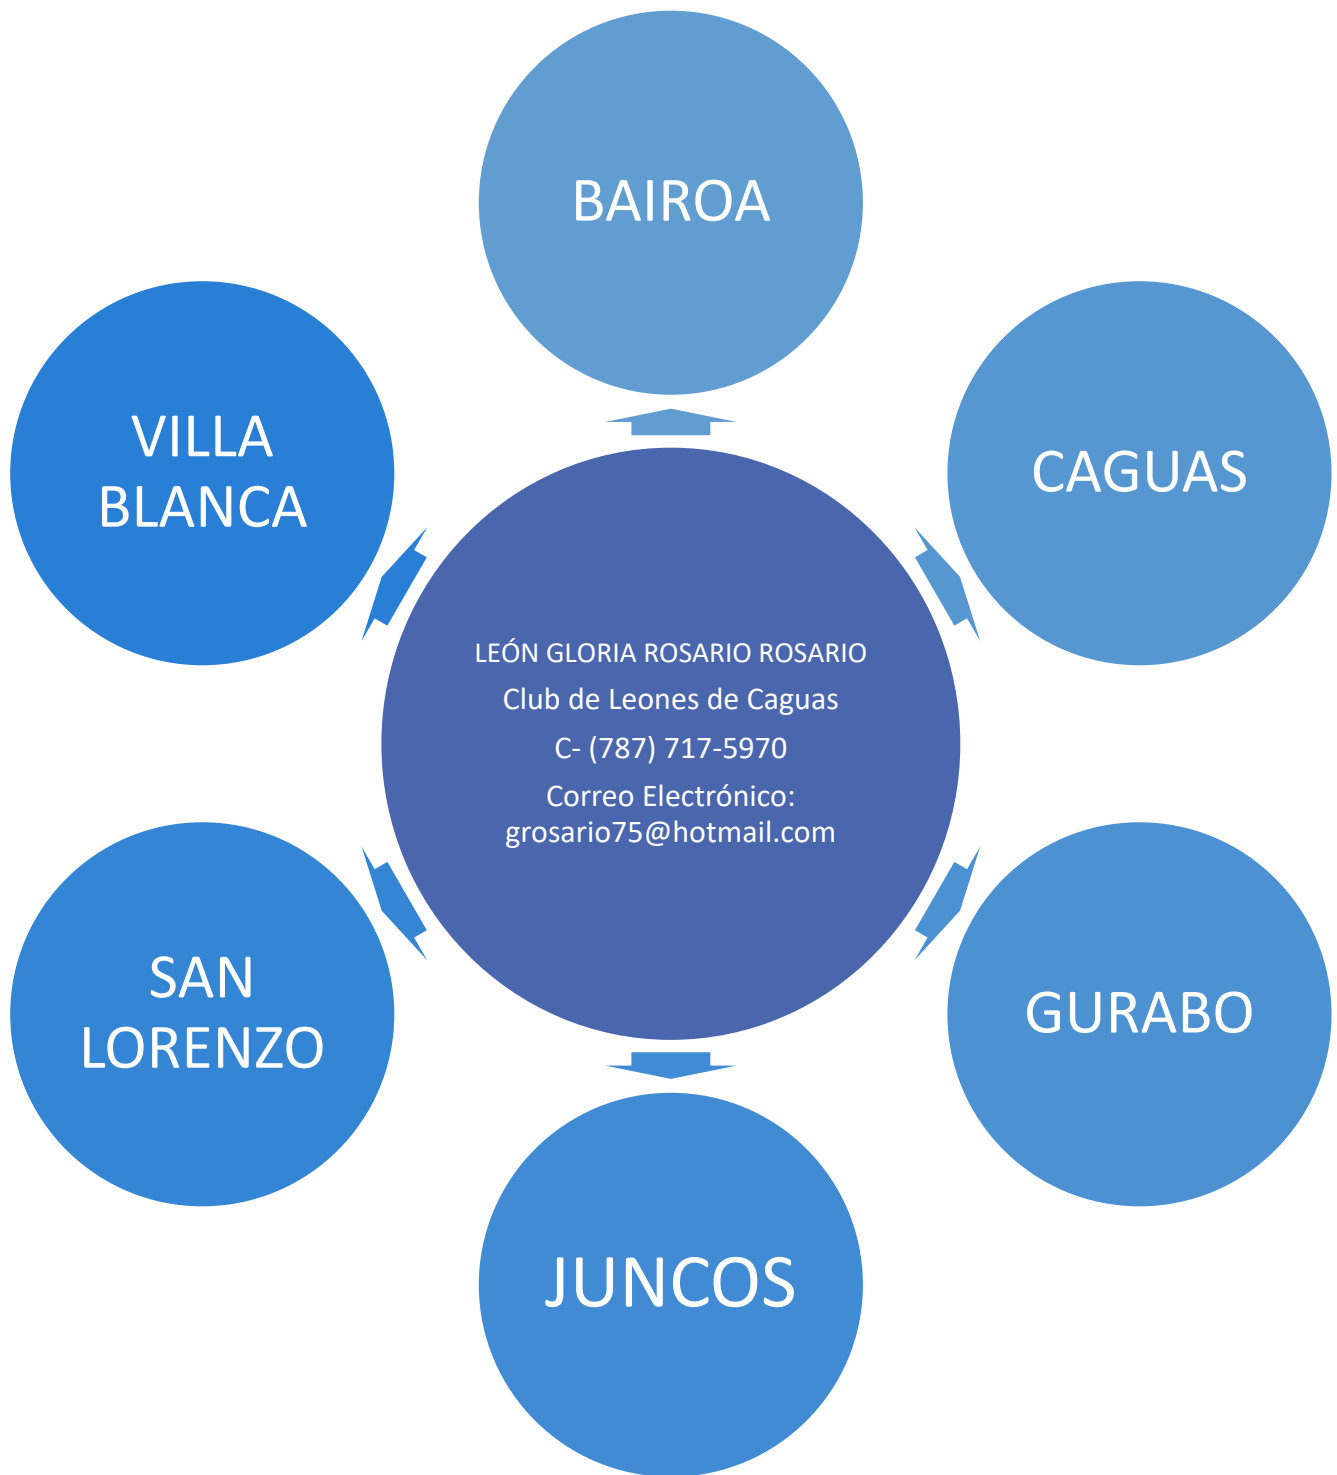 BAIROA
CAGUAS
GURABO
JUNCOS
SAN
LORENZO
VILLA
BLANCA
LEÓN GLORIA ROSARIO ROSARIO
Club de Leones de Caguas
C- (787) 717-5970
Correo Electrónico:
grosario75@hotmail.com